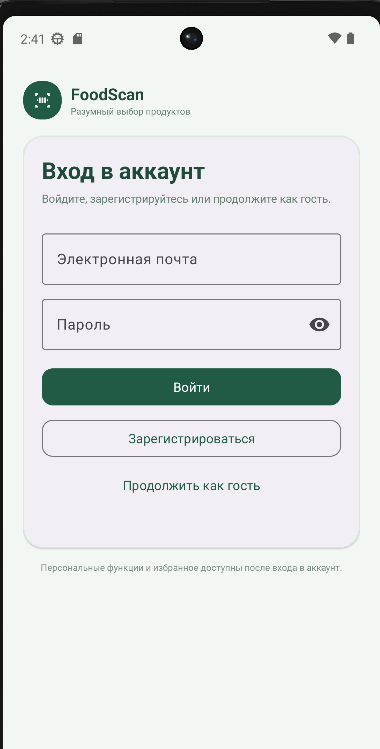 2:41
FoodScan
Разумный выбор продуктов
Вход в аккаунт
Войдите, зарегистрируйтесь или продолжите как гость.
Электронная почта
Пароль
Войти
Зарегистрироваться
Продолжить как гость
Персональные функции и избранное доступны после входа в аккаунт.